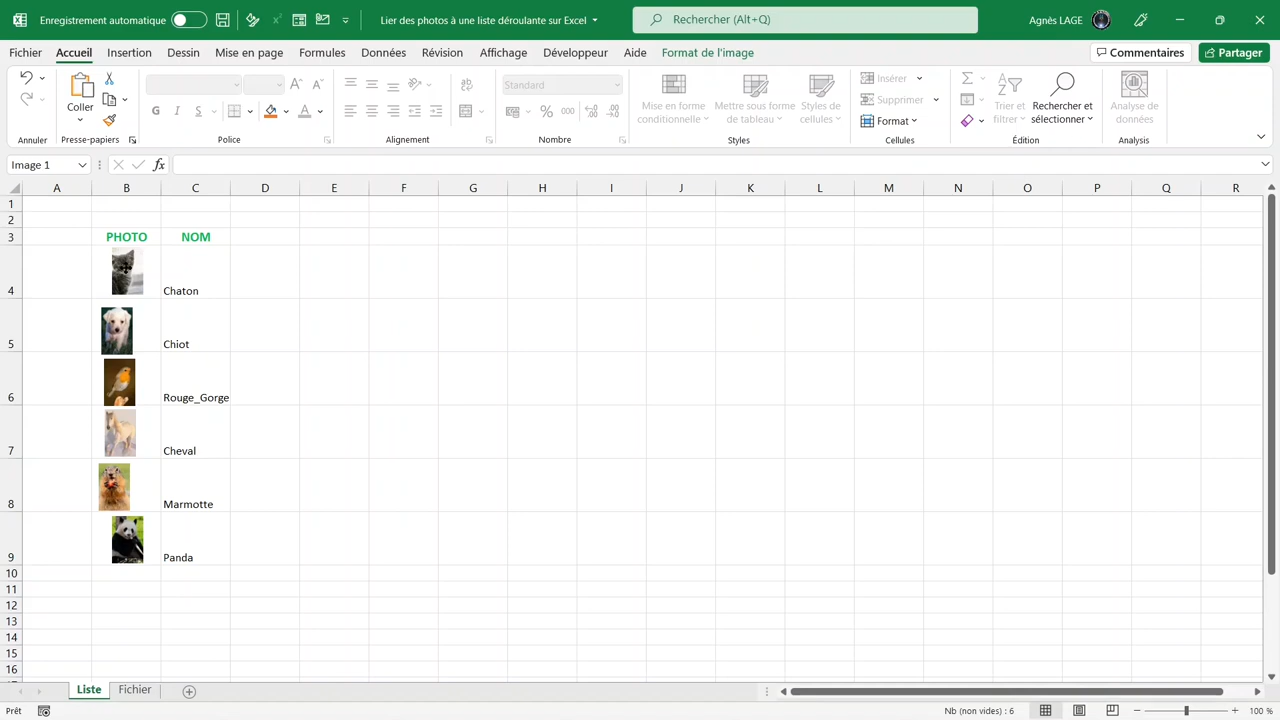 Enregistrement automatique
Lier des photos à une liste déroulante sur Excel
Rechercher (Alt+Q)
Agnès LAGE
Fichier Accueil Insertion Dessin Mise en page Formules Données Révision Affichage Développeur Aide Format de l'image
Commentaires Partager
Coller
Annuler
Presse-papiers
G I S
Police
Alignement
Standard
% 000
Nombre
Mise en forme conditionnelle
Mettre sous forme de tableau
Styles de cellules
Styles
Insérer
Supprimer
Format
Cellules
Trier et filtrer
Rechercher et sélectionner
Édition
Analyse de données
Analysis
Image 1
fx
A B C D E F G H I J K L M N O P Q R
1
2
3 PHOTO NOM
4 Chaton
5 Chiot
6 Rouge_Gorge
7 Cheval
8 Marmotte
9 Panda
10
11
12
13
14
15
16
Liste Fichier
Prêt
Nb (non vides) : 6
100 %